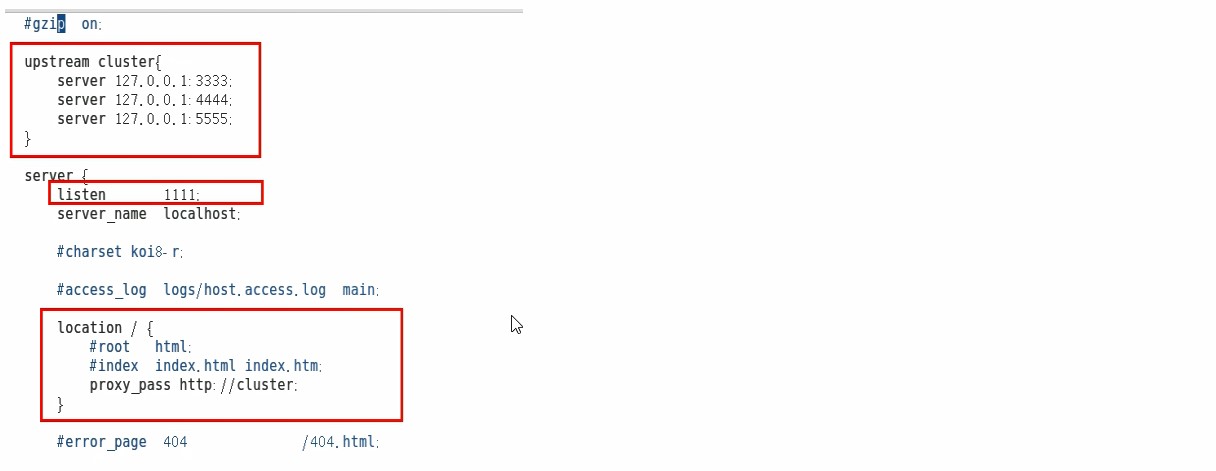 #gzip  on;
upstream cluster{
server 127.0.0.1:3333;
server 127.0.0.1:4444;
server 127.0.0.1:5555;
}
server {
listen       1111;
server_name  localhost;
#charset koi8-r;
#access_log  logs/host.access.log  main;
location / {
#root   html;
#index  index.html index.htm;
proxy_pass http://cluster;
}
#error_page  404              /404.html;